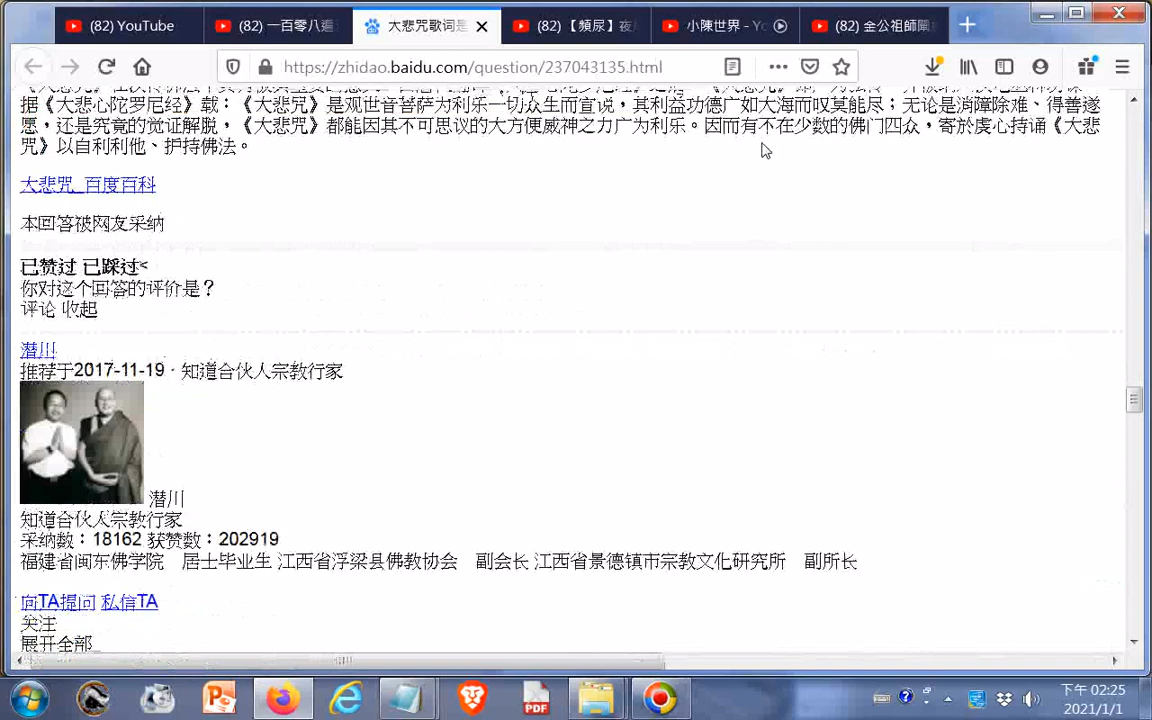 (82) YouTube
(82) 一百零八遍
大悲咒歌词是
(82) 【頻尿】夜
小陳世界 - Yo
(82) 金公祖師闡
https://zhidao.baidu.com/question/237043135.html
据《大悲心陀罗尼经》载：《大悲咒》是观世音菩萨为利乐一切众生而宣说，其利益功德广如大海而叹莫能尽；无论是消障除难、得善遂
愿，还是究竟的觉证解脱，《大悲咒》都能因其不可思议的大方便威神之力广为利乐。因而有不在少数的佛门四众，寄於虔心持诵《大悲
咒》以自利利他、护持佛法。
大悲咒_百度百科
本回答被网友采纳
已赞过 已踩过<
你对这个回答的评价是？
评论 收起
潜川
推荐于2017-11-19 · 知道合伙人宗教行家
潜川
知道合伙人宗教行家
采纳数：18162 获赞数：202919
福建省闽东佛学院　居士毕业生 江西省浮梁县佛教协会　副会长 江西省景德镇市宗教文化研究所　副所长
向TA提问 私信TA
关注
展开全部
PDF
下午 02:25
2021/1/1